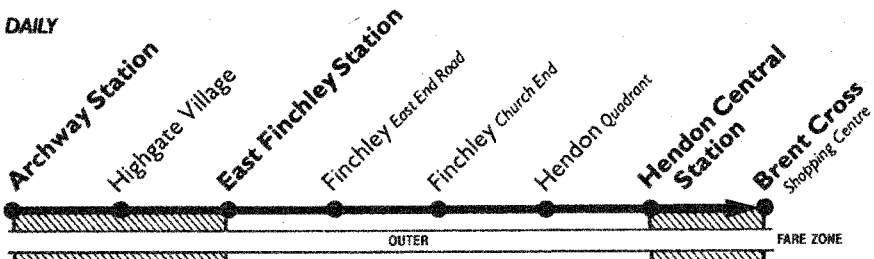 DAILY
Archway Station
Highgate Village
East Finchley Station
Finchley East End Road
Finchley Church End
Hendon Quadrant
Hendon Central
Station
Brent Cross
Shopping Centre
OUTER
FARE ZONE